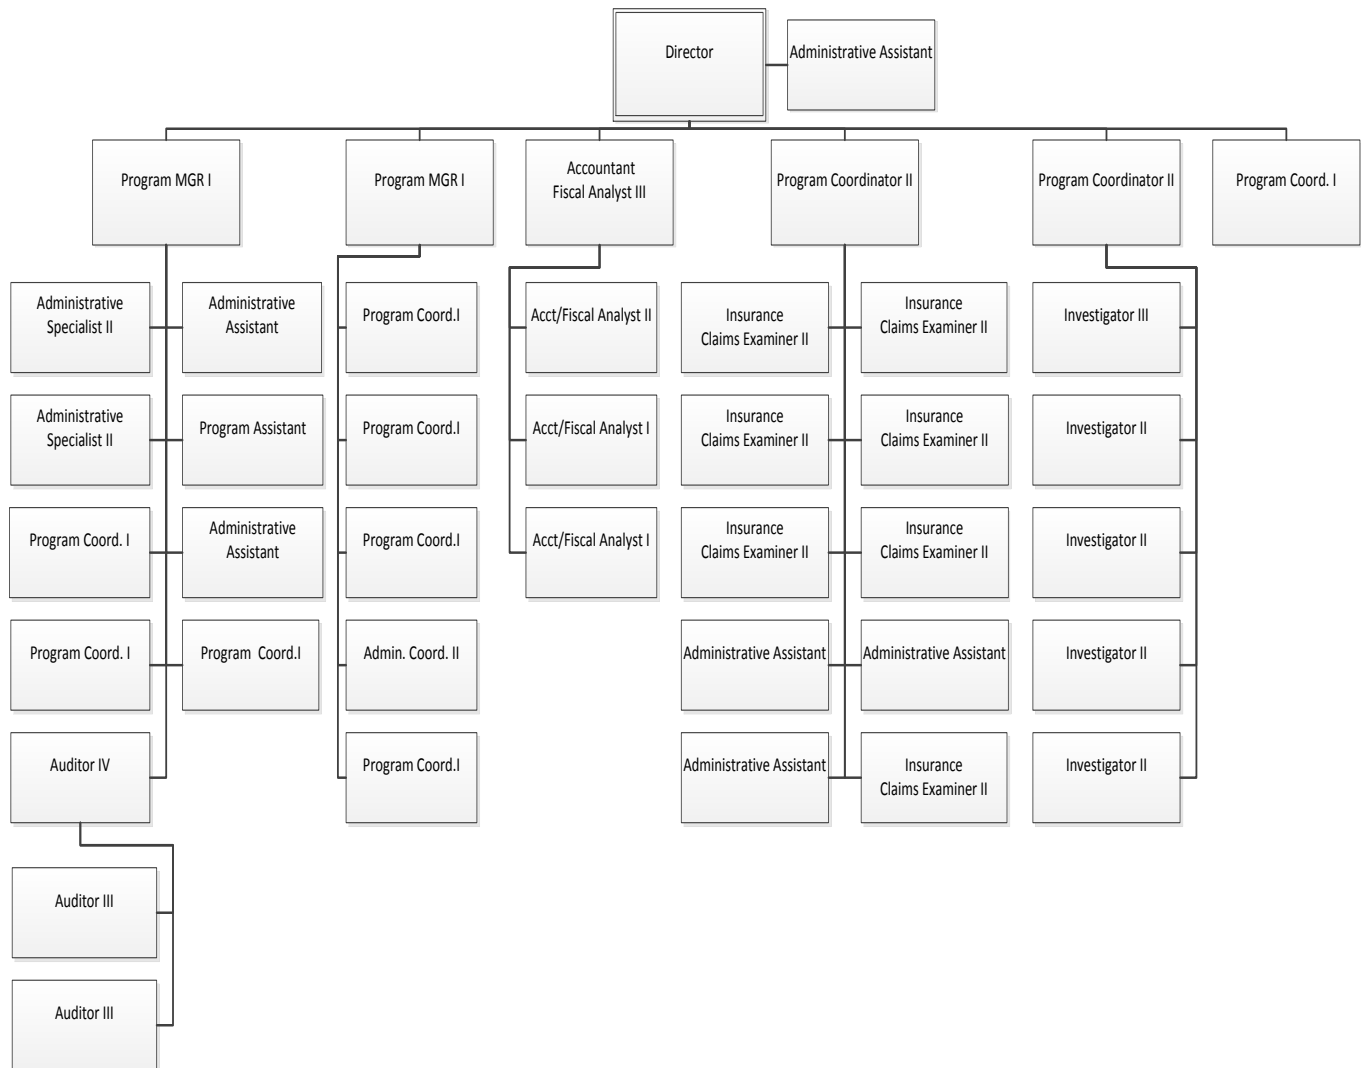 Director
Administrative Assistant
Program MGR I
Program MGR I
Accountant
Fiscal Analyst III
Program Coordinator II
Program Coordinator II
Program Coord. I
Administrative
Specialist II
Administrative
Assistant
Administrative
Specialist II
Program Assistant
Program Coord. I
Administrative
Assistant
Program Coord. I
Program  Coord.I
Auditor IV
Auditor III
Auditor III
Program Coord.I
Program Coord.I
Program Coord.I
Admin. Coord. II
Program Coord.I
Acct/Fiscal Analyst II
Acct/Fiscal Analyst I
Acct/Fiscal Analyst I
Insurance
Claims Examiner II
Insurance
Claims Examiner II
Insurance
Claims Examiner II
Insurance
Claims Examiner II
Insurance
Claims Examiner II
Insurance
Claims Examiner II
Administrative Assistant
Administrative Assistant
Administrative Assistant
Insurance
Claims Examiner II
Investigator III
Investigator II
Investigator II
Investigator II
Investigator II